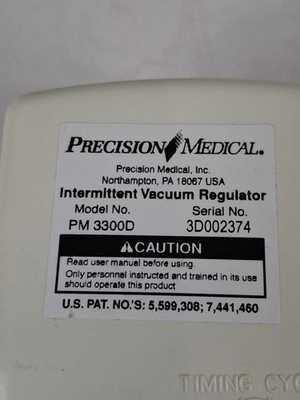 PRECISION MEDICAL®
Precision Medical, Inc.
Northampton, PA 18067 USA
Intermittent Vacuum Regulator
Model No. Serial No.
PM 3300D 3D002374
CAUTION
Read user manual before using.
Only personnel instructed and trained in its use
should operate this product
U.S. PAT. NO.'S: 5,599,308; 7,441,460
TIMING CYC